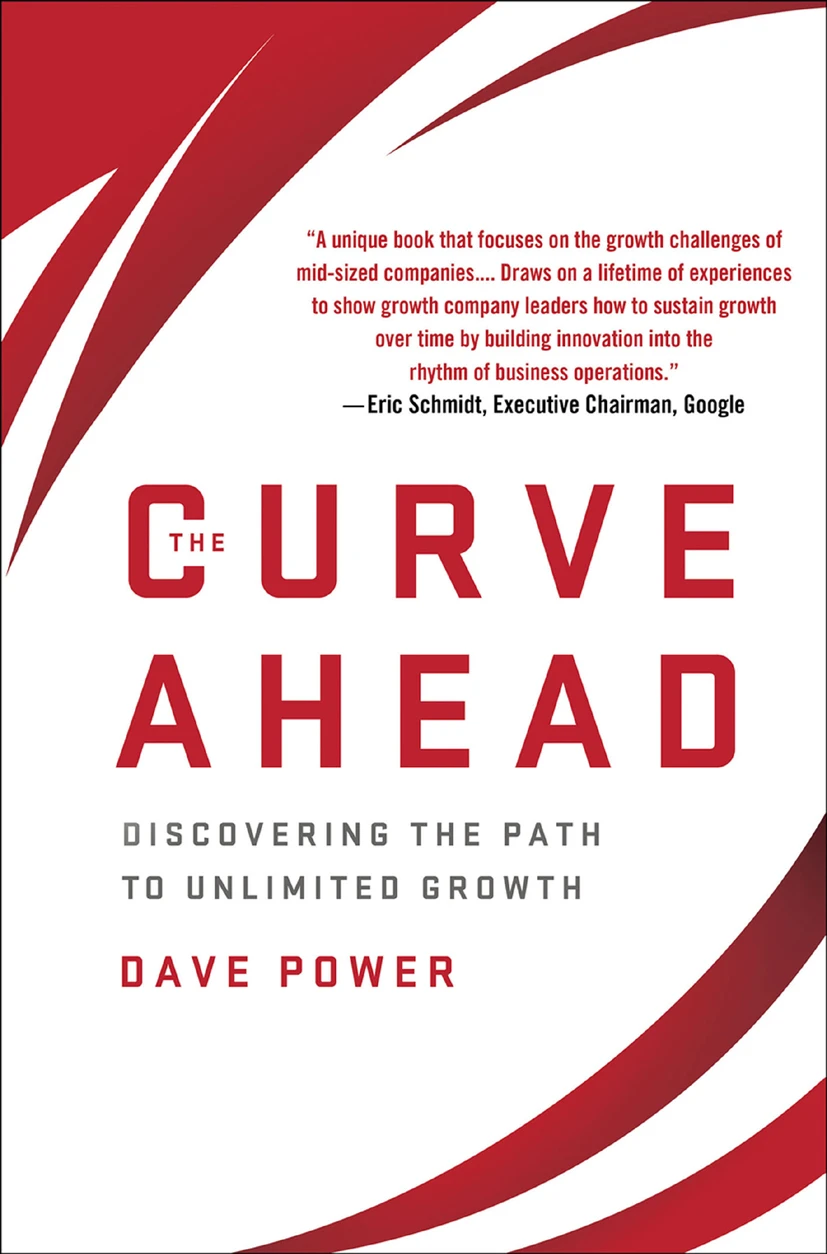 “A unique book that focuses on the growth challenges of
mid-sized companies.... Draws on a lifetime of experiences
to show growth company leaders how to sustain growth
over time by building innovation into the
rhythm of business operations.”
—Eric Schmidt, Executive Chairman, Google
THE CURVE
AHEAD
DISCOVERING THE PATH
TO UNLIMITED GROWTH
DAVE POWER